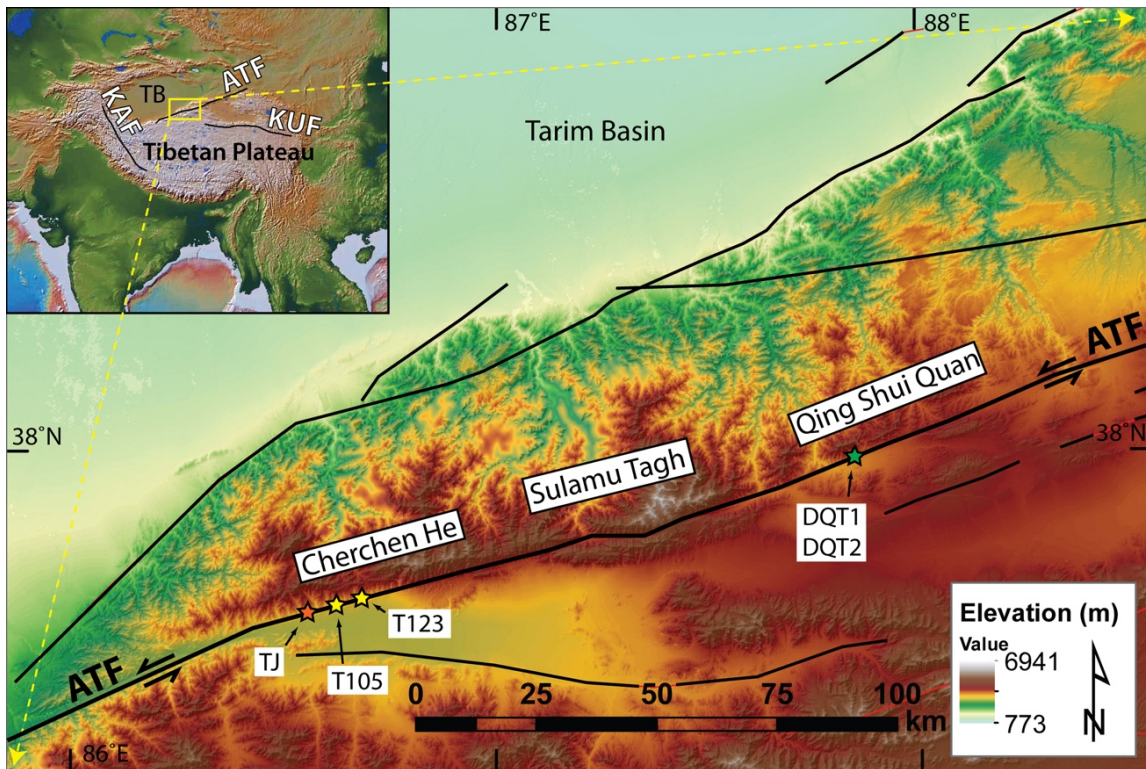 87˚E
88˚E
ATF
TB
KAF
KUF
Tibetan Plateau
Tarim Basin
ATF
Qing Shui Quan
38˚N
38˚N
Sulamu Tagh
DQT1
DQT2
Cherchen He
T123
TJ
T105
ATF
0 25 50 75 100
km
Elevation (m)
Value
6941
773
N
86˚E